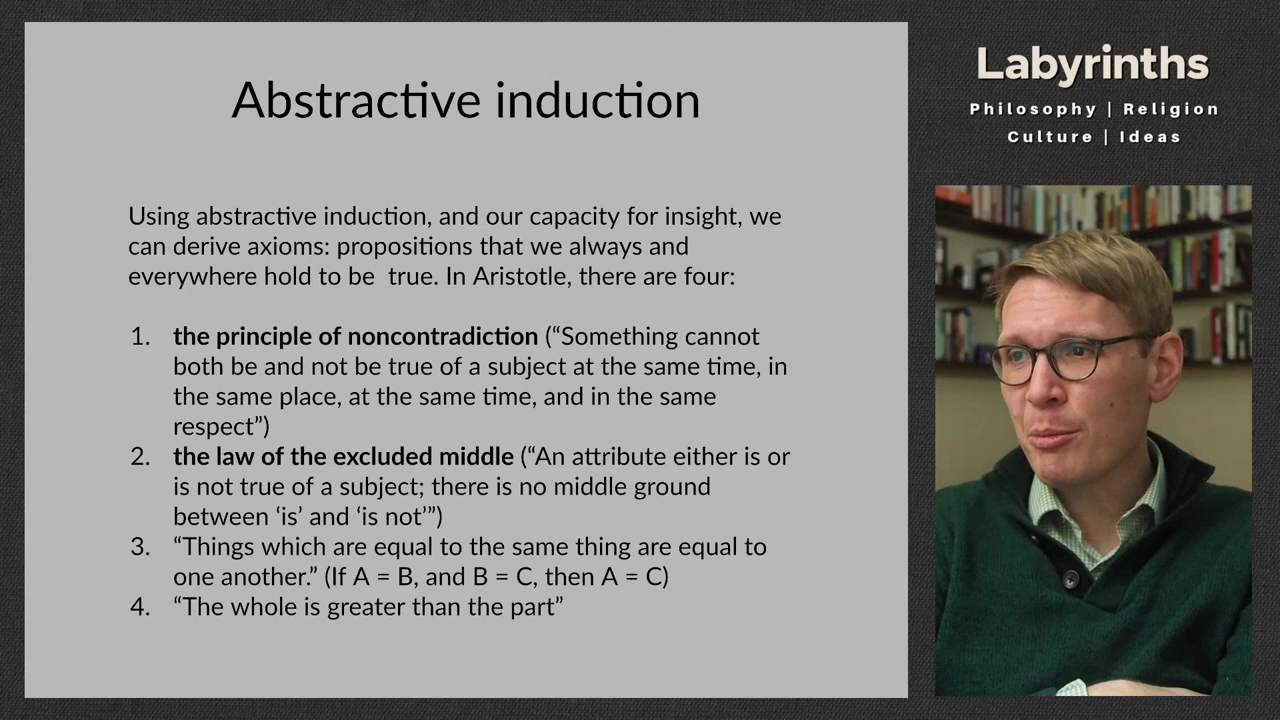 Abstractive induction
Using abstractive induction, and our capacity for insight, we
can derive axioms: propositions that we always and
everywhere hold to be  true. In Aristotle, there are four:
1. the principle of noncontradiction (“Something cannot
both be and not be true of a subject at the same time, in
the same place, at the same time, and in the same
respect”)
2. the law of the excluded middle (“An attribute either is or
is not true of a subject; there is no middle ground
between ‘is’ and ‘is not’”)
3. “Things which are equal to the same thing are equal to
one another.” (If A = B, and B = C, then A = C)
4. “The whole is greater than the part”
Labyrinths
Philosophy | Religion
Culture | Ideas